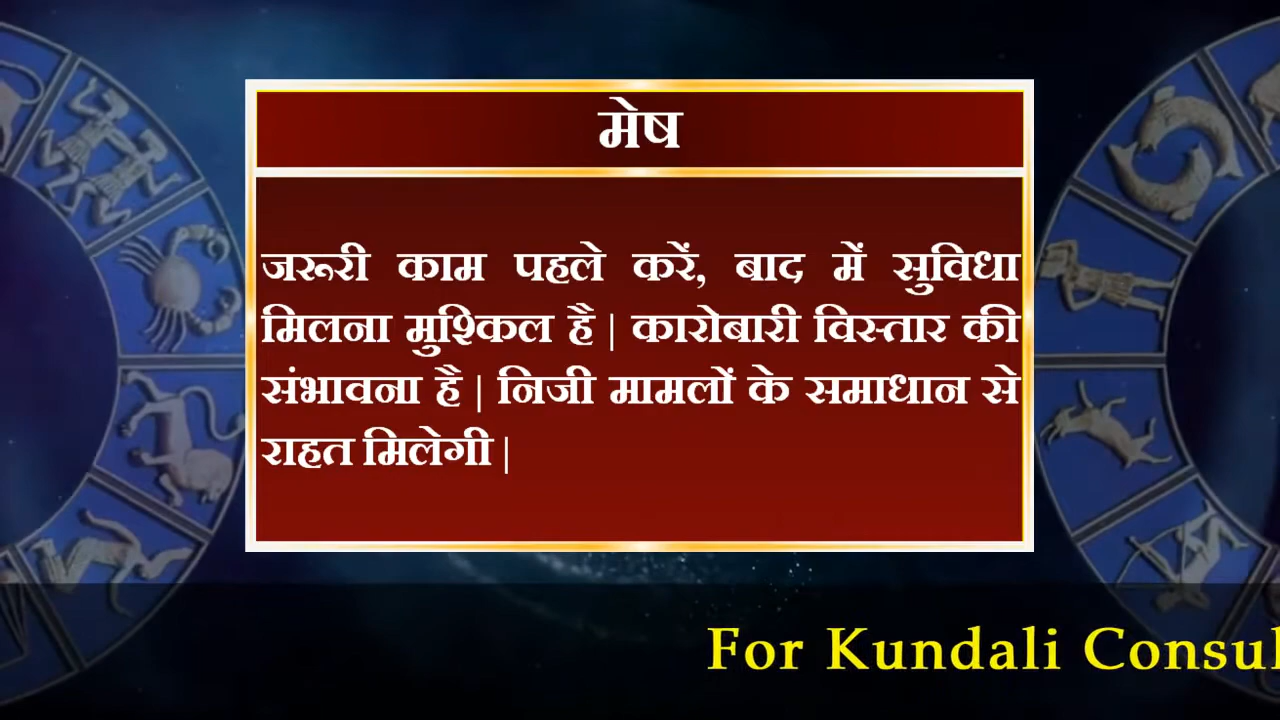 मेष
जरूरी काम पहले करें, बाद में सुविधा
मिलना मुश्किल है | कारोबारी विस्तार की
संभावना है | निजी मामलों के समाधान से
राहत मिलेगी |
For Kundali Consul